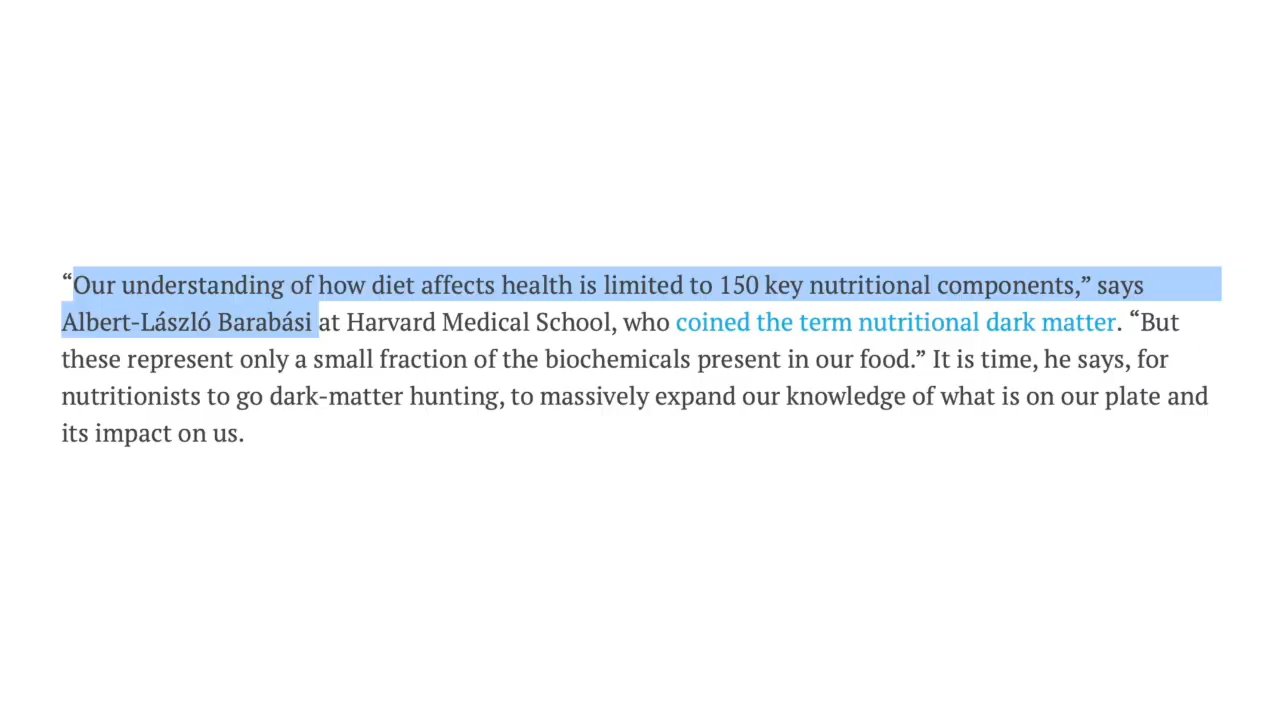 “Our understanding of how diet affects health is limited to 150 key nutritional components,” says
Albert-László Barabási at Harvard Medical School, who coined the term nutritional dark matter. “But
these represent only a small fraction of the biochemicals present in our food.” It is time, he says, for
nutritionists to go dark-matter hunting, to massively expand our knowledge of what is on our plate and
its impact on us.